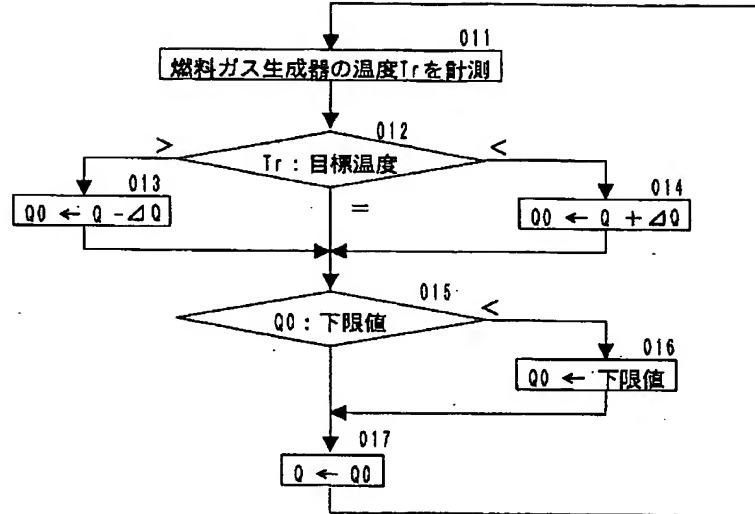 011
燃料ガス生成器の温度Trを計測
012
>
<
Tr：目標温度
013
014
Q0 ← Q -⊿Q
=
Q0 ← Q +⊿Q
015
<
Q0：下限値
016
Q0 ← 下限値
017
Q ← Q0